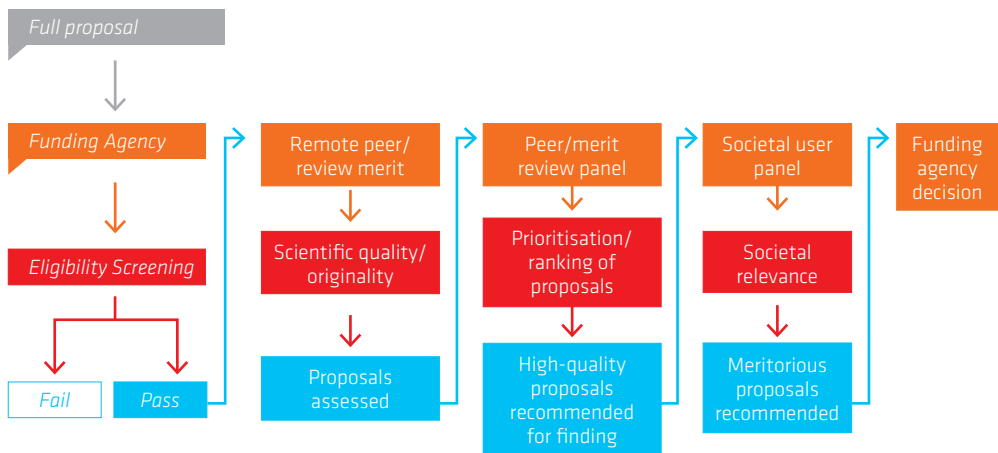 Full proposal
Funding Agency
Eligibility Screening
Fail
Pass
Remote peer/
review merit
Scientific quality/
originality
Proposals
assessed
Peer/merit
review panel
Prioritisation/
ranking of
proposals
High-quality
proposals
recommended
for finding
Societal user
panel
Societal
relevance
Meritorious
proposals
recommended
Funding
agency
decision